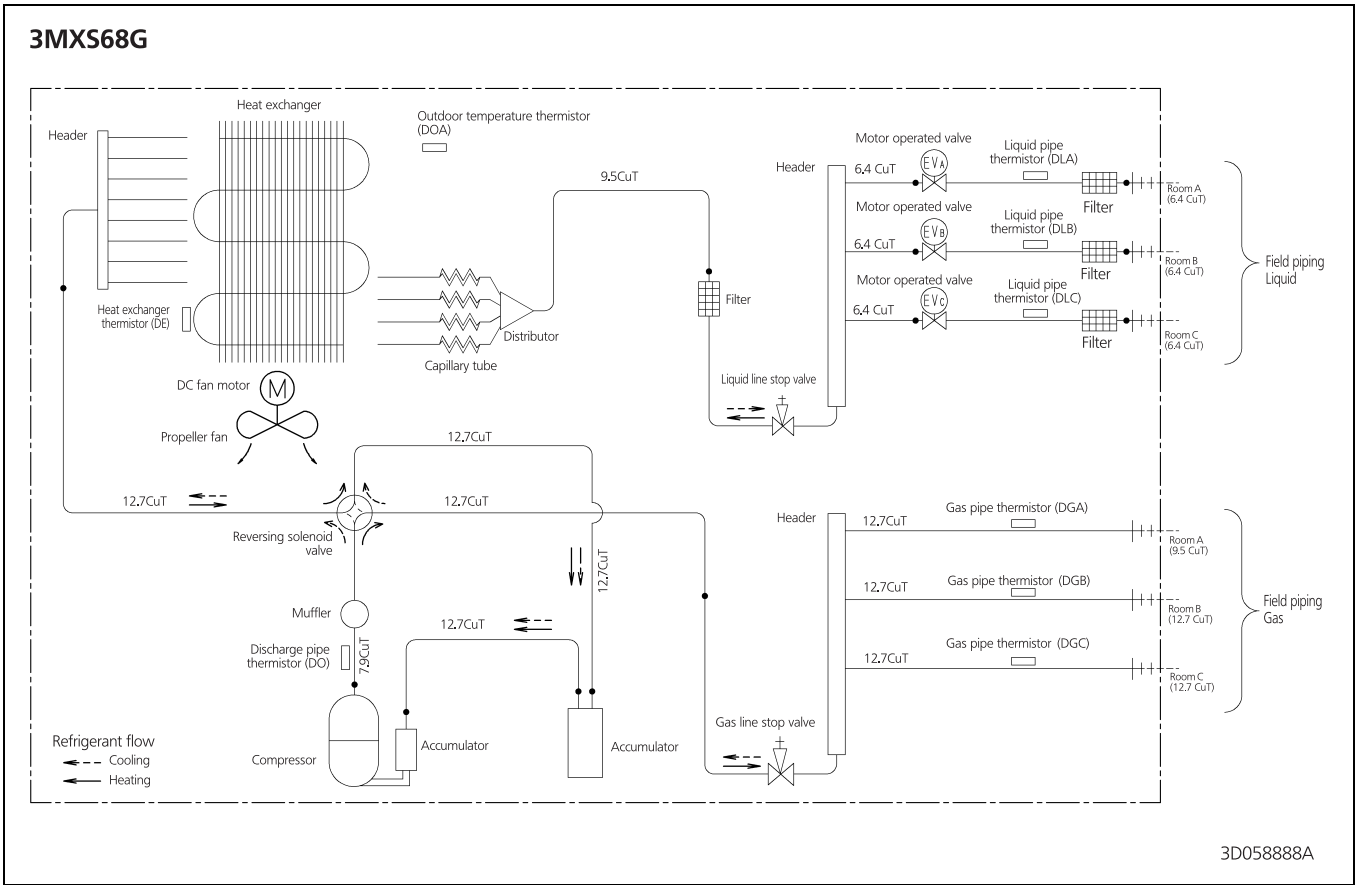 3MXS68G
Heat exchanger
Header
Outdoor temperature thermistor
(DOA)
9.5CuT
Header
Motor operated valve
6.4 CuT
EVA
Liquid pipe
thermistor (DLA)
Filter
Room A
(6.4 CuT)
Motor operated valve
6.4 CuT
EVB
Liquid pipe
thermistor (DLB)
Filter
Room B
(6.4 CuT)
Motor operated valve
6.4 CuT
EVC
Liquid pipe
thermistor (DLC)
Filter
Room C
(6.4 CuT)
Field piping
Liquid
Heat exchanger
thermistor (DE)
Capillary tube
Distributor
Filter
Liquid line stop valve
DC fan motor
M
Propeller fan
12.7CuT
12.7CuT
12.7CuT
Reversing solenoid
valve
12.7CuT
Muffler
Discharge pipe
thermistor (DO)
7.9CuT
12.7CuT
Compressor
Accumulator
Accumulator
Gas line stop valve
Header
12.7CuT
Gas pipe thermistor (DGA)
Room A
(9.5 CuT)
12.7CuT
Gas pipe thermistor (DGB)
Room B
(12.7 CuT)
12.7CuT
Gas pipe thermistor (DGC)
Room C
(12.7 CuT)
Field piping
Gas
Refrigerant flow
Cooling
Heating
3D058888A